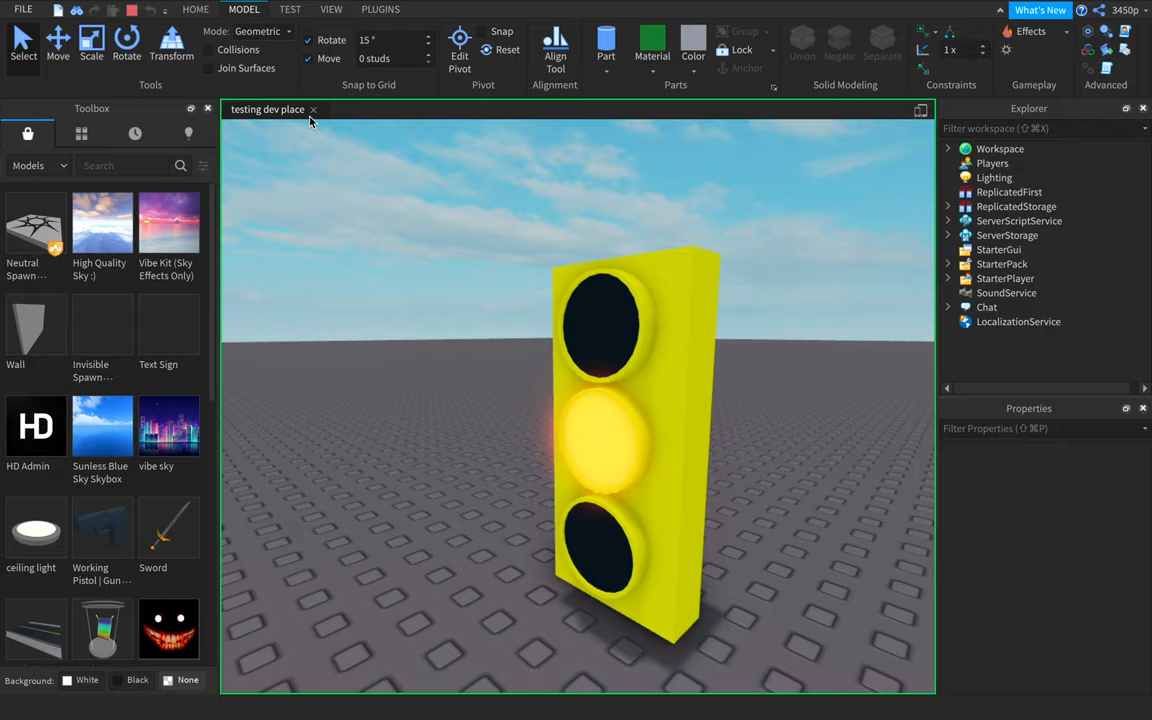 FILE HOME MODEL TEST VIEW PLUGINS What's New 3450p
Select Move Scale Rotate Transform
Mode: Geometric
Collisions
Join Surfaces
Tools
Rotate 15 °
Move 0 studs
Snap to Grid
Edit Pivot
Snap
Reset
Pivot
Align Tool
Alignment
Part Material Color
Group
Lock
Anchor
Parts
Union Negate Separate
Solid Modeling
1 x
Constraints
Effects
Gameplay
Advanced
Toolbox
Models Search
Neutral Spawn...
High Quality Sky :)
Vibe Kit (Sky Effects Only)
Wall
Invisible Spawn...
Text Sign
HD
HD Admin
Sunless Blue Sky Skybox
vibe sky
ceiling light
Working Pistol | Gun...
Sword
Background: White Black None
testing dev place
Explorer
Filter workspace (⇧⌘X)
Workspace
Players
Lighting
ReplicatedFirst
ReplicatedStorage
ServerScriptService
ServerStorage
StarterGui
StarterPack
StarterPlayer
SoundService
Chat
LocalizationService
Properties
Filter Properties (⇧⌘P)